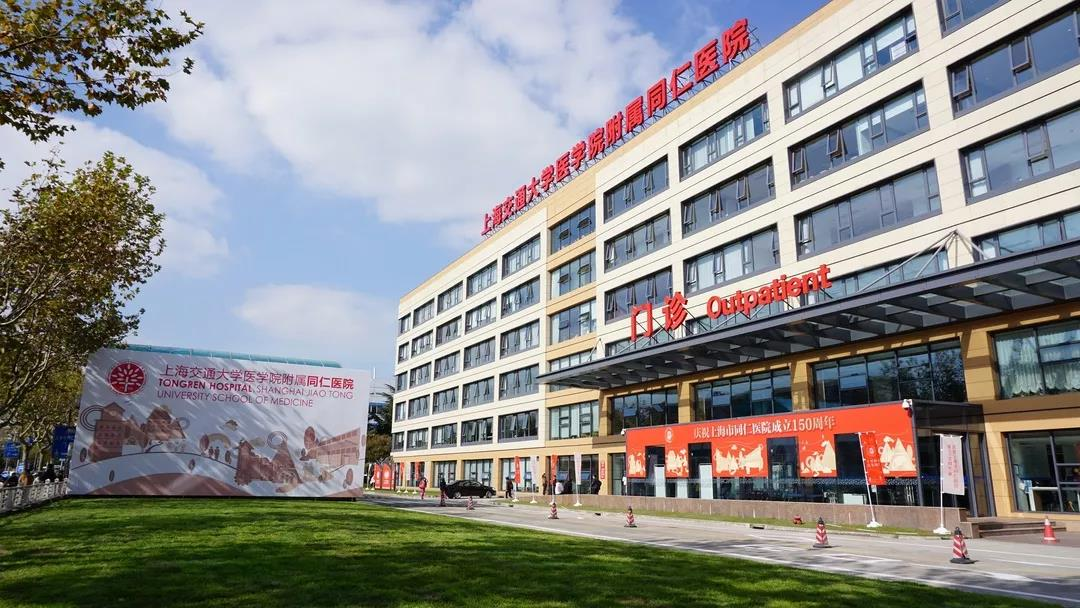 上海交通大学医学院附属同仁医院
门诊 Outpatient
上海交通大学医学院附属同仁医院
TONGREN HOSPITAL, SHANGHAI JIAO TONG
UNIVERSITY SCHOOL OF MEDICINE
庆祝上海市同仁医院成立150周年